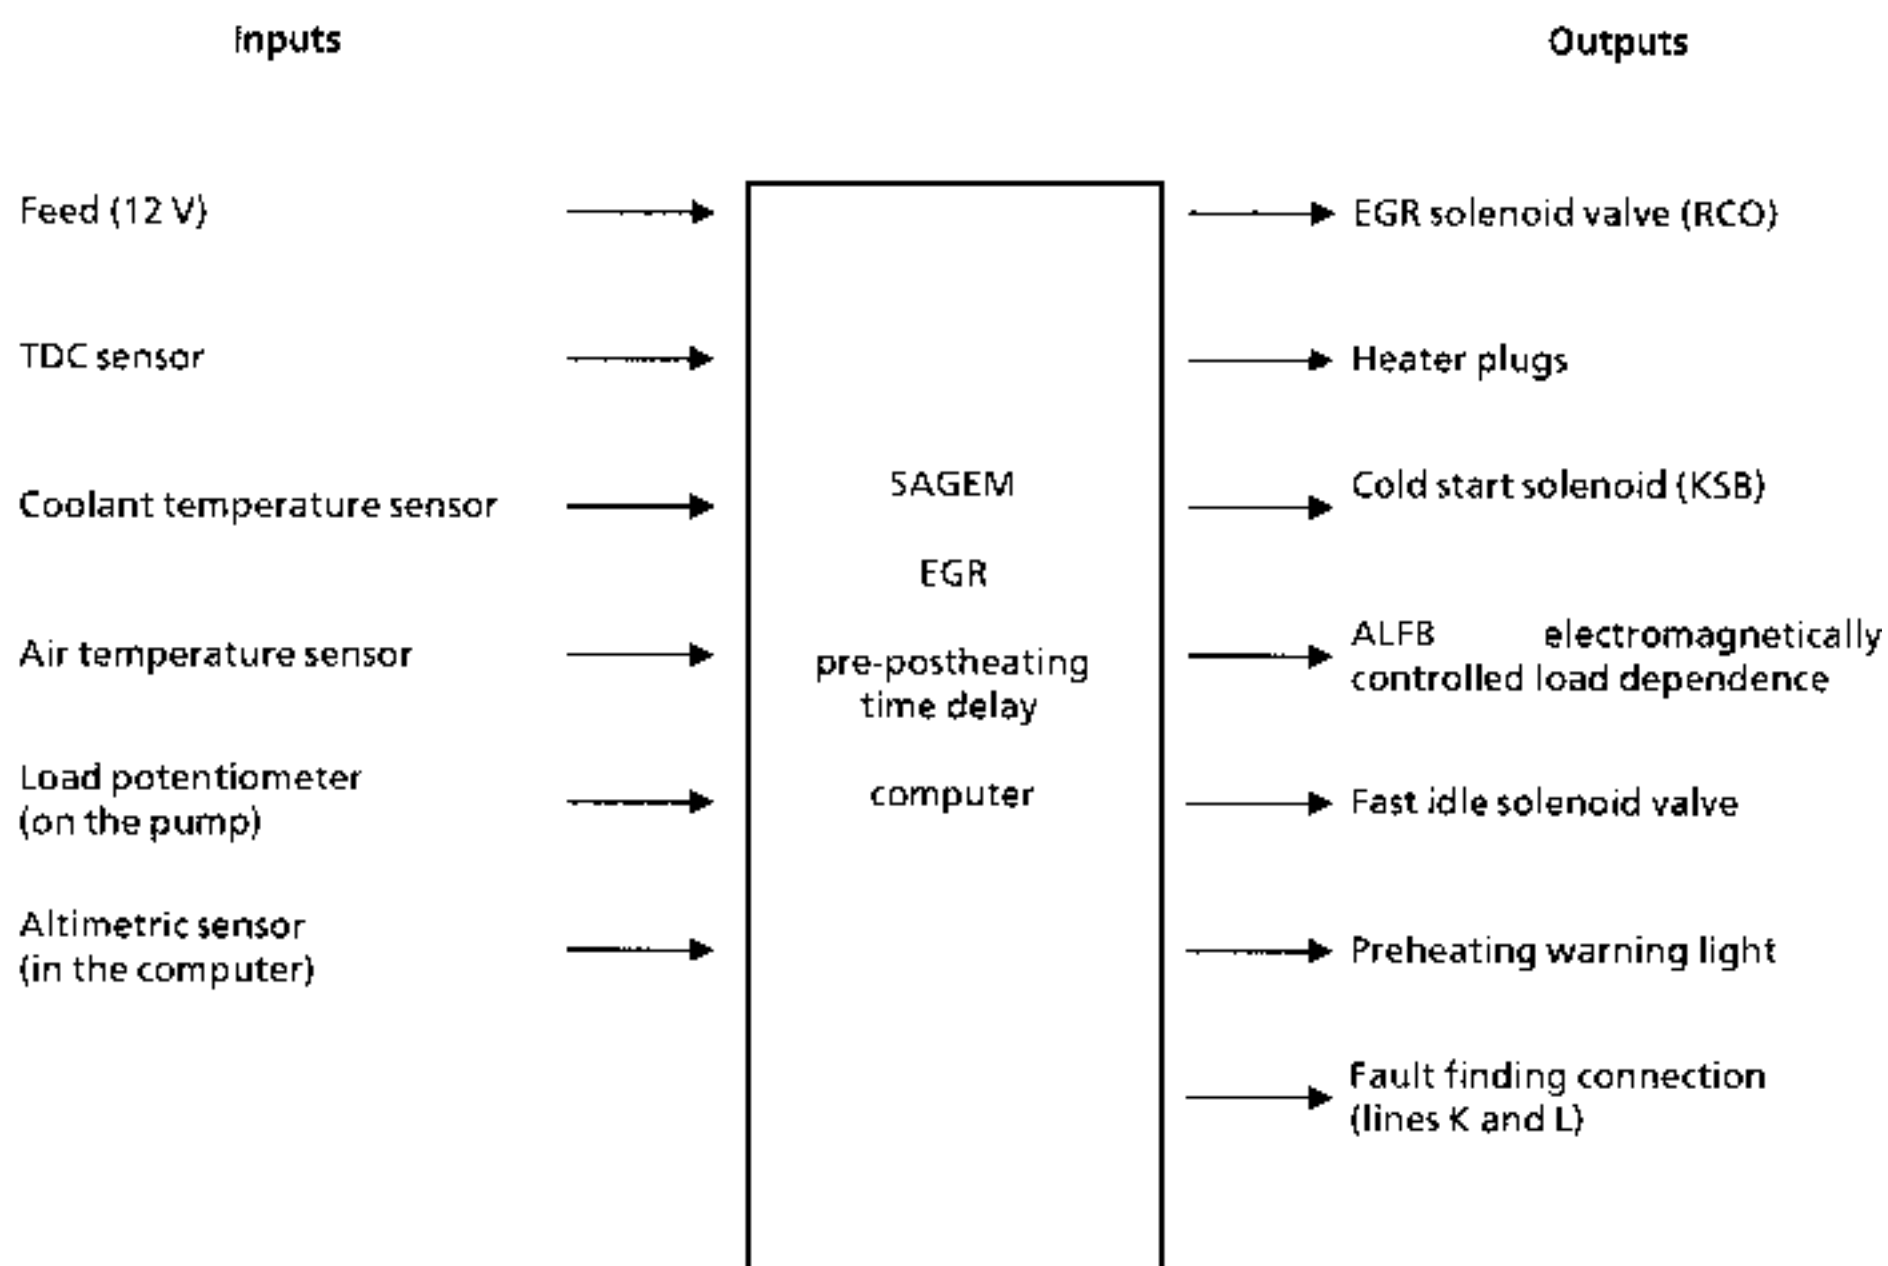 Inputs
Outputs
Feed (12 V)
EGR solenoid valve (RCO)
TDC sensor
Heater plugs
Coolant temperature sensor
SAGEM
Cold start solenoid (KSB)
EGR
Air temperature sensor
pre-postheating
time delay
ALFB electromagnetically
controlled load dependence
Load potentiometer
(on the pump)
computer
Fast idle solenoid valve
Altimetric sensor
(in the computer)
Preheating warning light
Fault finding connection
(lines K and L)